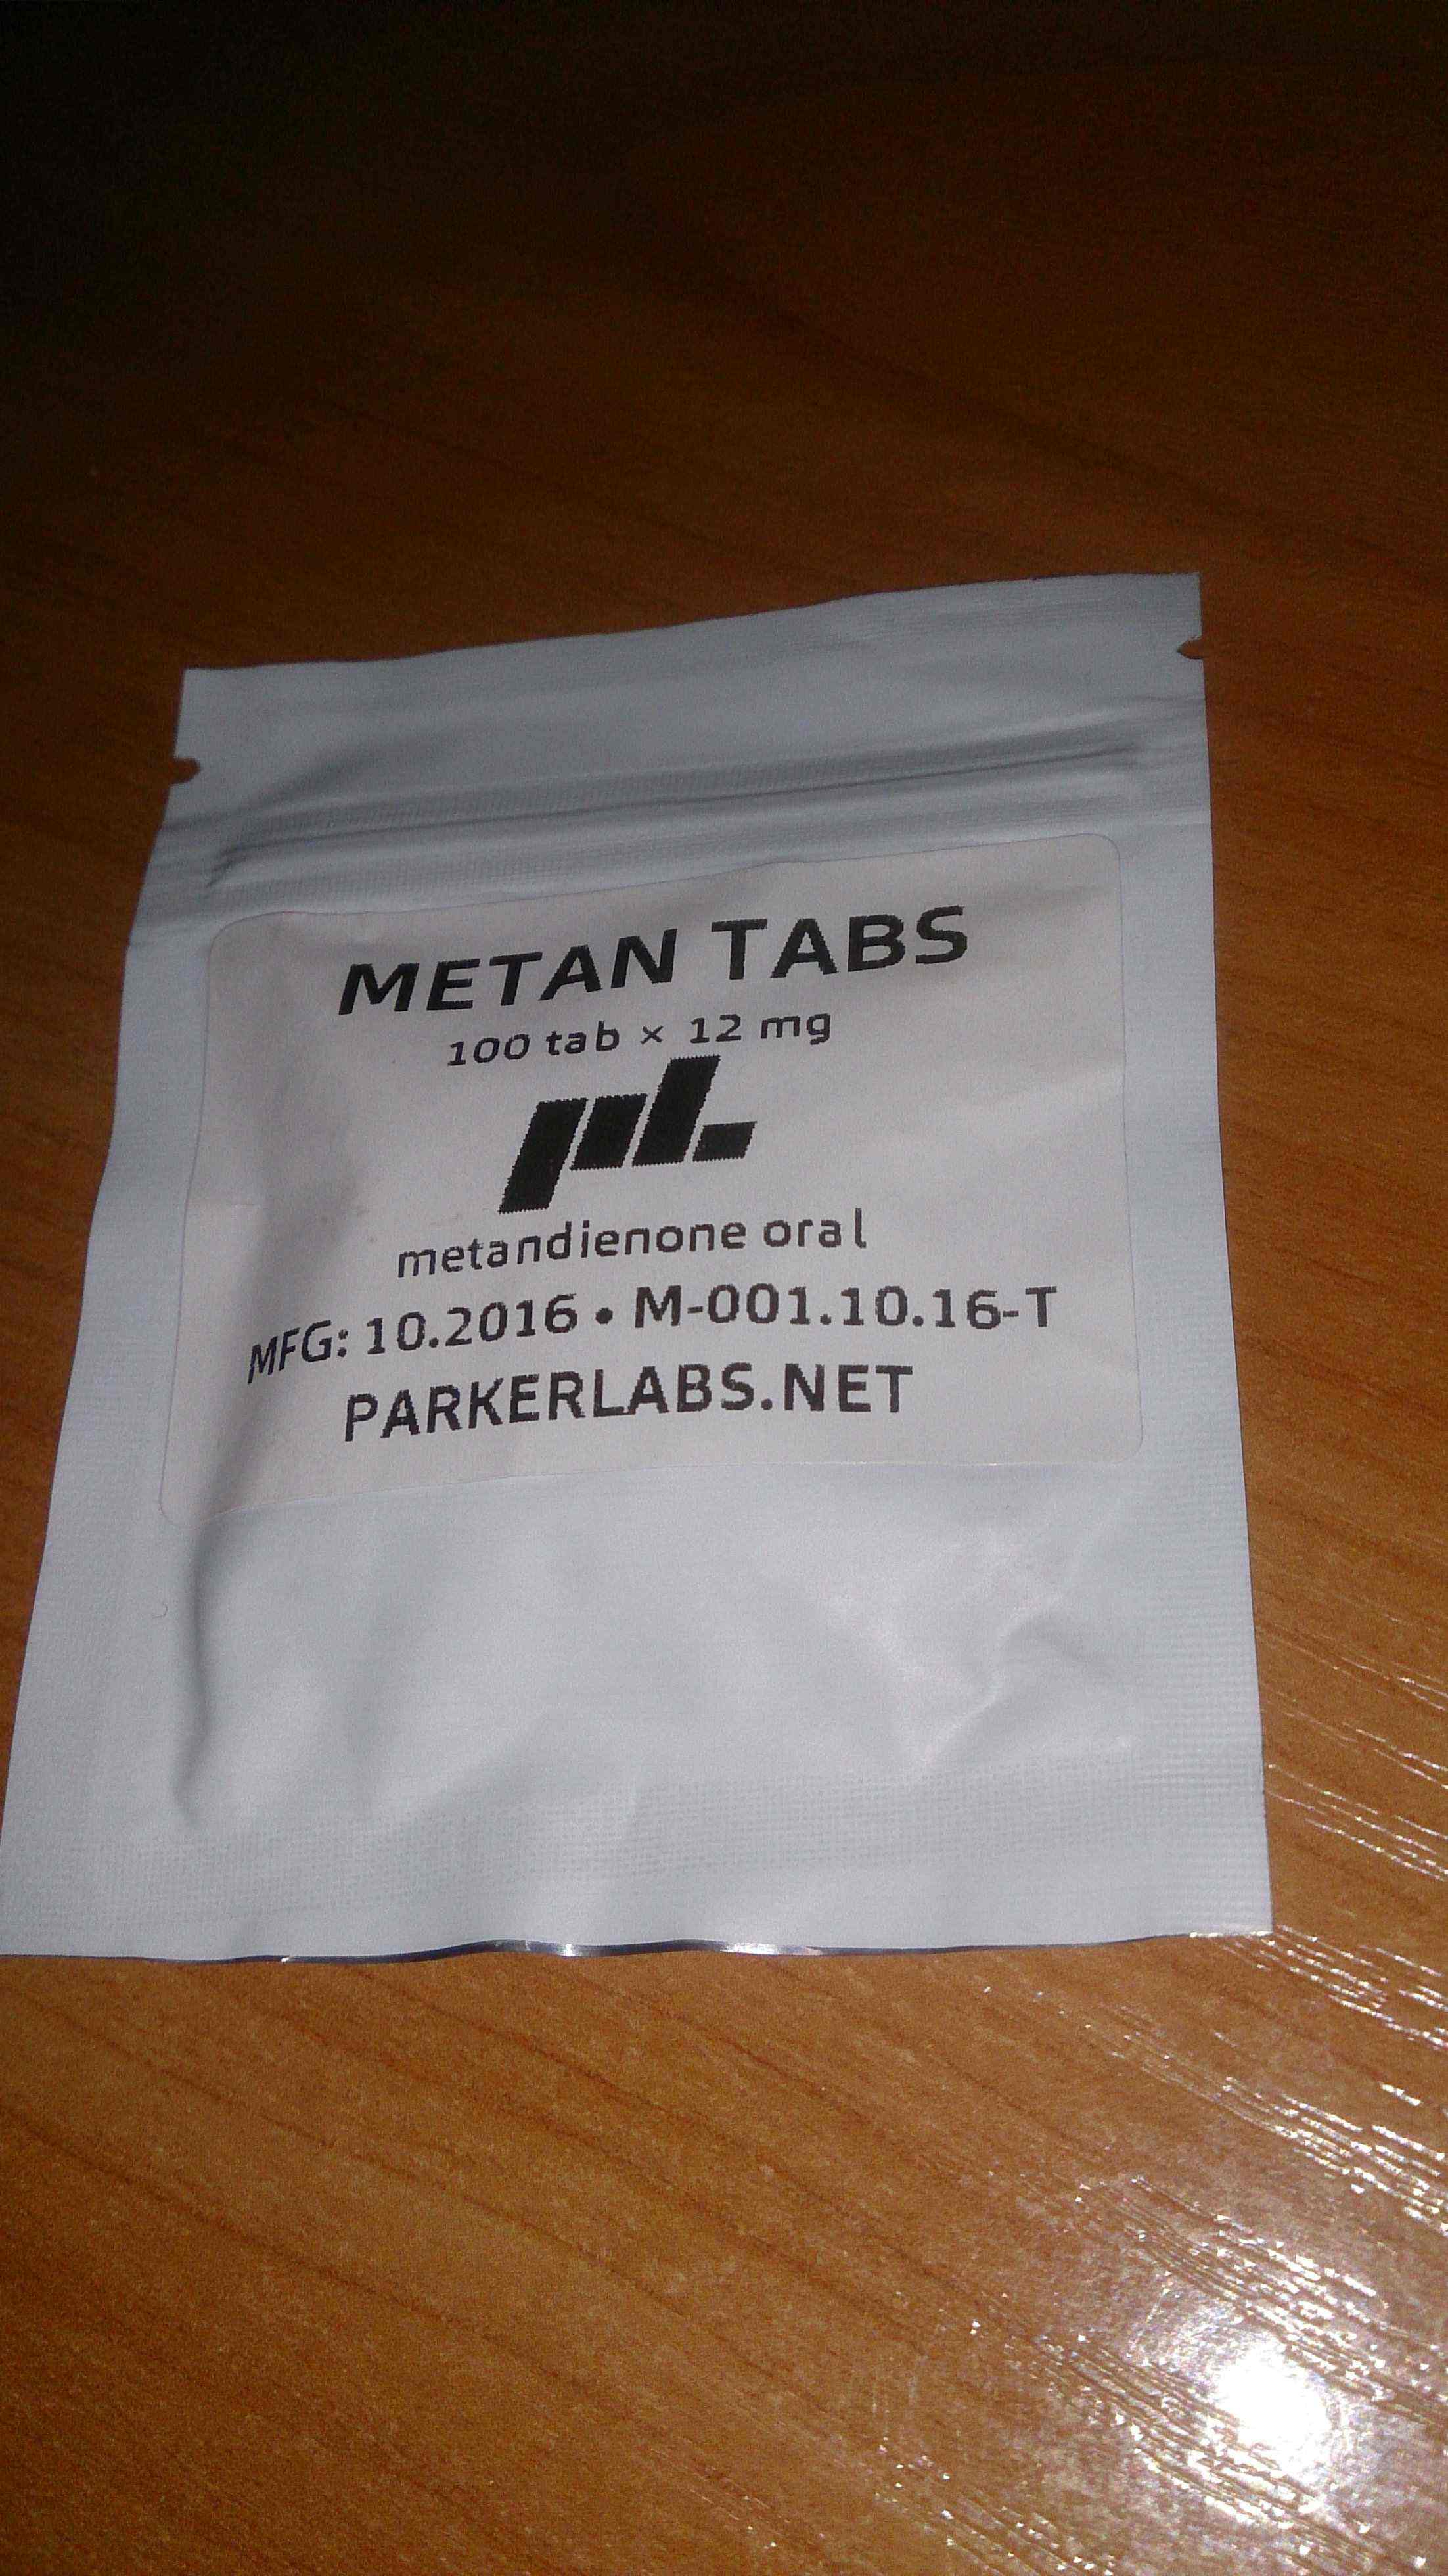 METAN TABS
100 tab × 12 mg
pL
metandienone oral
MFG: 10.2016 • M-001.10.16-T
PARKERLABS.NET